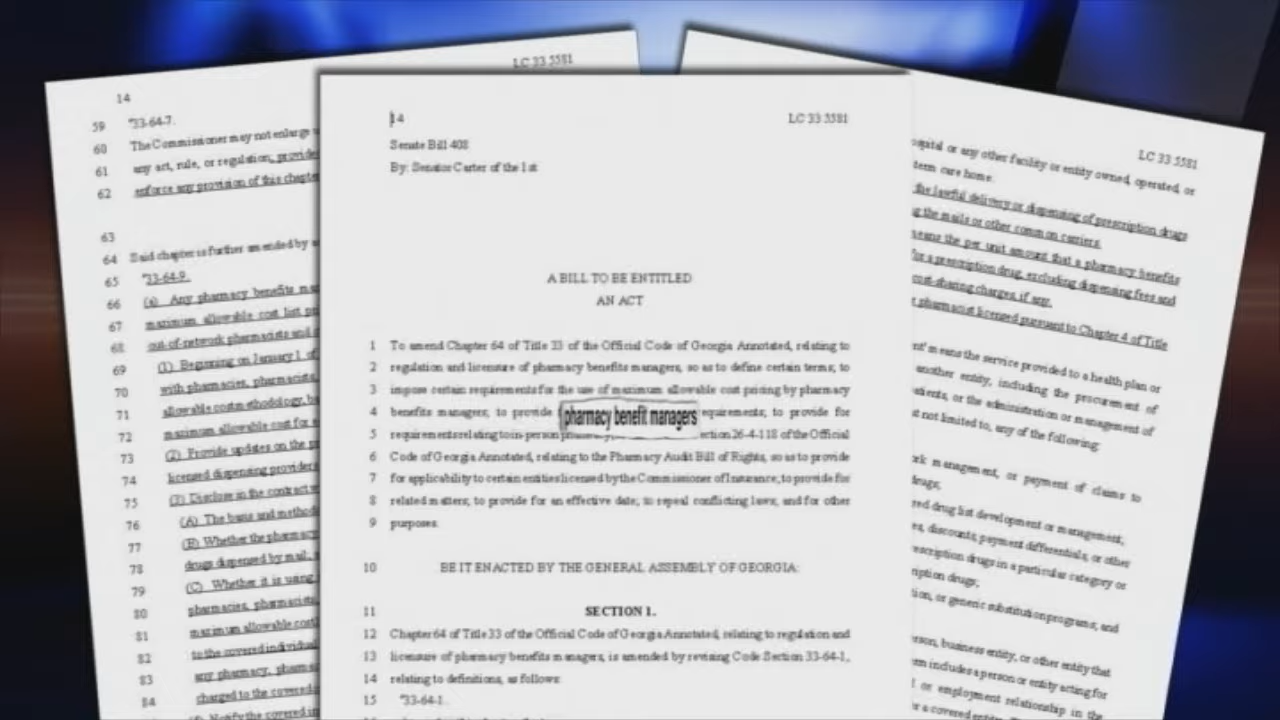 LC 33 5581
14
59 "33-64-7.
60 The Commissioner may not enlarge
61 any act, rule, or regulation, provide
62 enforce any provision of this chapter
63
64 Said chapter is further amended by
65 "33-64-9.
66 (a) Any pharmacy benefits
67 maximum allowable cost list
68 out-of-network pharmacists and
69 (1) Beginning on January 1, of
70 with pharmacies, pharmacists
71 allowable cost methodology,
72 maximum allowable cost for
73 (2) Provide updates on the
74 licensed dispensing
75 (3) Disclose in the contract
76 (A) The basis and
77 (B) Whether the pharmacy
78 drugs dispensed by mail,
79 (C) Whether it is using
80 pharmacies, pharmacists
81 maximum allowable cost
82 to the covered
83 any pharmacy,
84 charged to the covered
Notify the covered
14 LC 33 5581
Senate Bill 408
By: Senator Carter of the 1st
A BILL TO BE ENTITLED
AN ACT
1 To amend Chapter 64 of Title 33 of the Official Code of Georgia Annotated, relating to
2 regulation and licensure of pharmacy benefits managers, so as to define certain terms; to
3 impose certain requirements for the use of maximum allowable cost pricing by pharmacy
4 benefits managers; to provide pharmacy benefit managers requirements; to provide for
5 requirements relating to in-person ection 26-4-118 of the Official
6 Code of Georgia Annotated, relating to the Pharmacy Audit Bill of Rights, so as to provide
7 for applicability to certain entities licensed by the Commissioner of Insurance; to provide for
8 related matters; to provide for an effective date; to repeal conflicting laws; and for other
9 purposes.
10 BE IT ENACTED BY THE GENERAL ASSEMBLY OF GEORGIA:
11 SECTION 1.
12 Chapter 64 of Title 33 of the Official Code of Georgia Annotated, relating to regulation and
13 licensure of pharmacy benefits managers, is amended by revising Code Section 33-64-1,
14 relating to definitions, as follows:
15 "33-64-1.
LC 33 5581
or any other facility or entity owned, operated, or
term care home.
the lawful delivery or dispensing of prescription drugs
the mails or other common carriers.
means the per unit amount that a pharmacy benefits
for a prescription drug, excluding dispensing fees and
cost-sharing charges, if any.
pharmacist licensed pursuant to Chapter 4 of Title
means the service provided to a health plan or
another entity, including the procurement of
or the administration or management of
not limited to, any of the following:
management, or payment of claims to
drug list development or management,
discounts, payment differentials, or other
prescription drugs in a particular category or
drugs;
or generic substitution programs; and
business entity, or other entity that
includes a person or entity acting for
or employment relationship in the